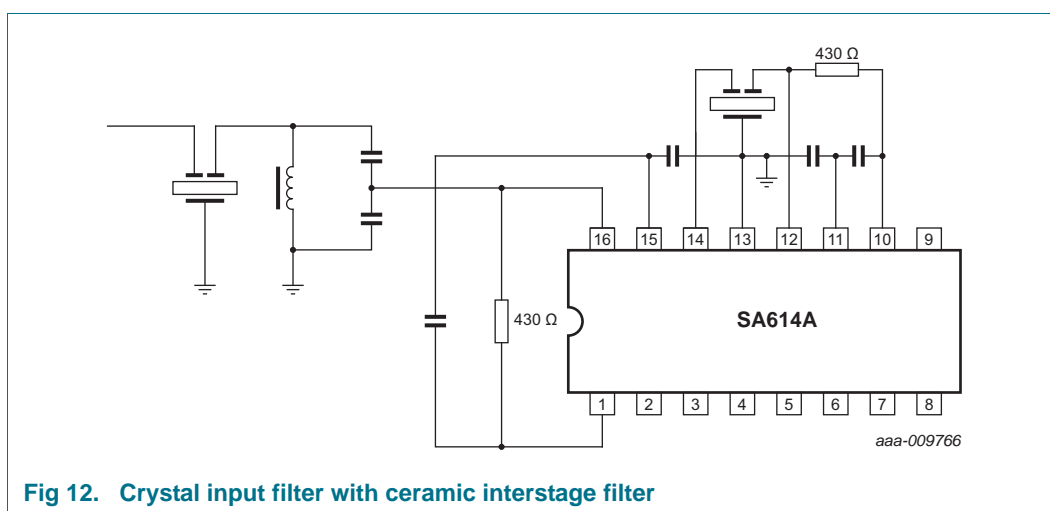 430 Ω
16 15 14 13 12 11 10 9
430 Ω
SA614A
1 2 3 4 5 6 7 8
aaa-009766
Fig 12. Crystal input filter with ceramic interstage filter